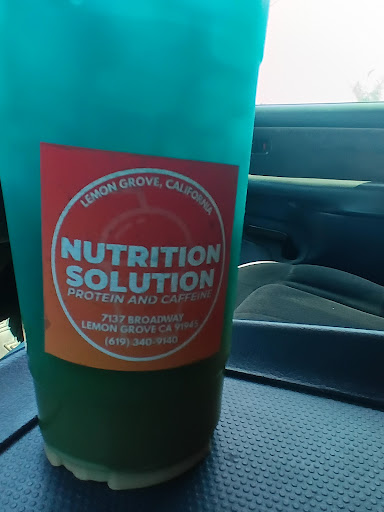 LEMON GROVE, CALIFORNIA
NUTRITION
SOLUTION
PROTEIN AND CAFFEINE
7137 BROADWAY
LEMON GROVE CA 91945
(619) 340-9140